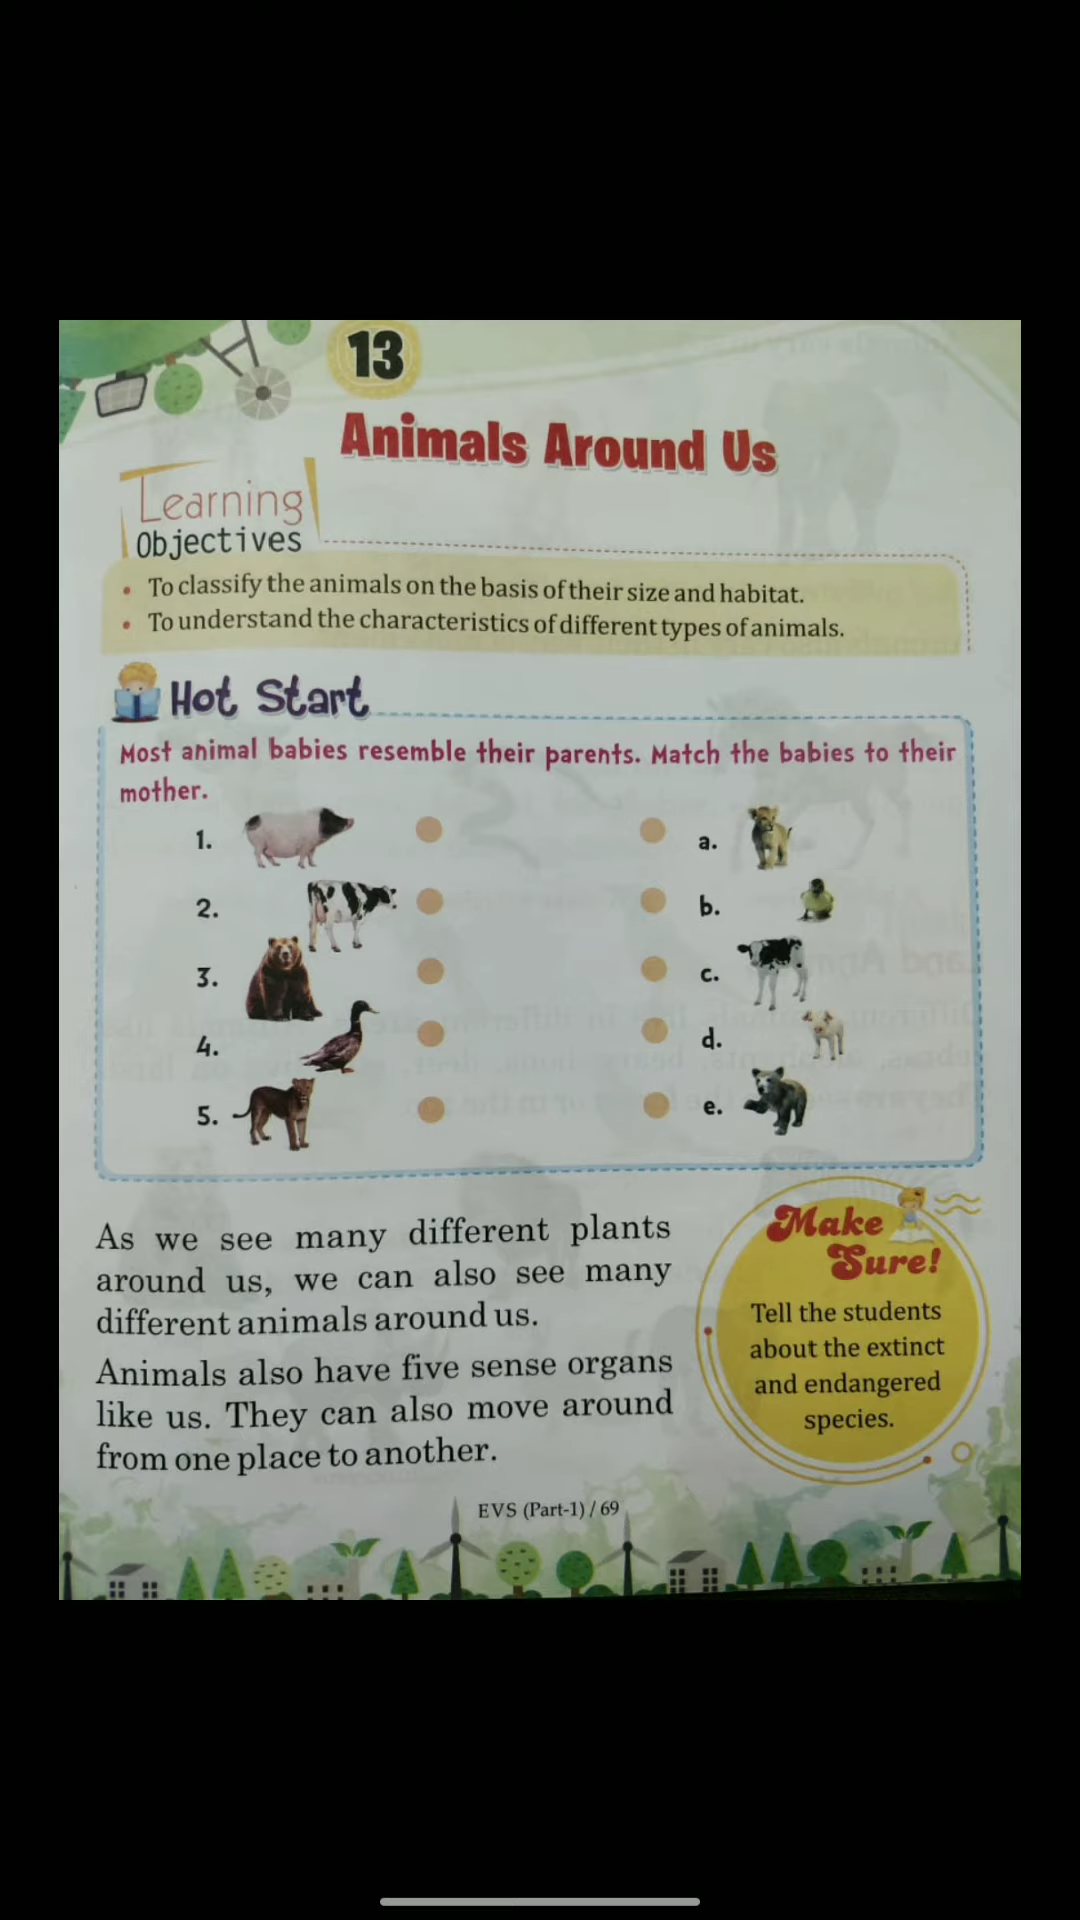 13
Animals Around Us
Learning
Objectives
• To classify the animals on the basis of their size and habitat.
• To understand the characteristics of different types of animals.
Hot Start
Most animal babies resemble their parents. Match the babies to their
mother.
1. a.
2. b.
3. c.
4. d.
5. e.
As we see many different plants
around us, we can also see many
different animals around us.
Animals also have five sense organs
like us. They can also move around
from one place to another.
Make
Sure!
Tell the students
about the extinct
and endangered
species.
EVS (Part-1) / 69